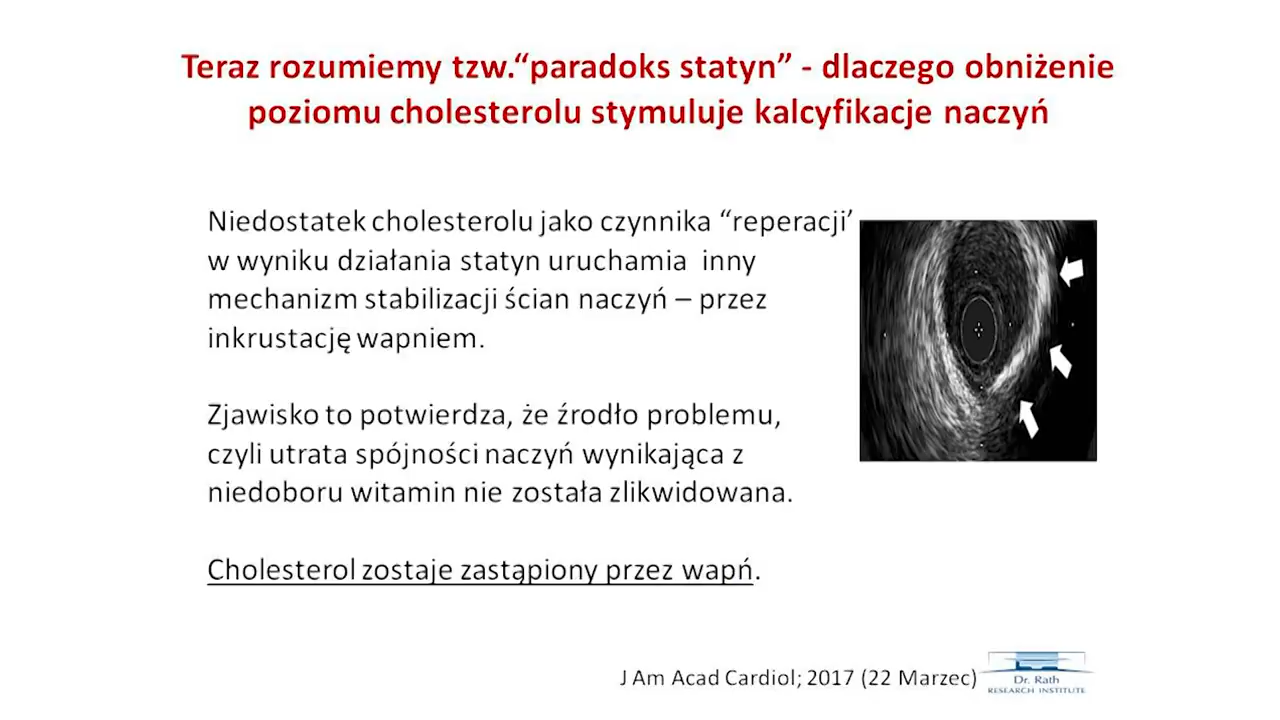 Teraz rozumiemy tzw.“paradoks statyn” - dlaczego obniżenie
poziomu cholesterolu stymuluje kalcyfikacje naczyń
Niedostatek cholesterolu jako czynnika “reperacji’
w wyniku działania statyn uruchamia inny
mechanizm stabilizacji ścian naczyń – przez
inkrustację wapniem.
Zjawisko to potwierdza, że źrodło problemu,
czyli utrata spójności naczyń wynikająca z
niedoboru witamin nie została zlikwidowana.
Cholesterol zostaje zastąpiony przez wapń.
J Am Acad Cardiol; 2017 (22 Marzec)
Dr. Rath
RESEARCH INSTITUTE